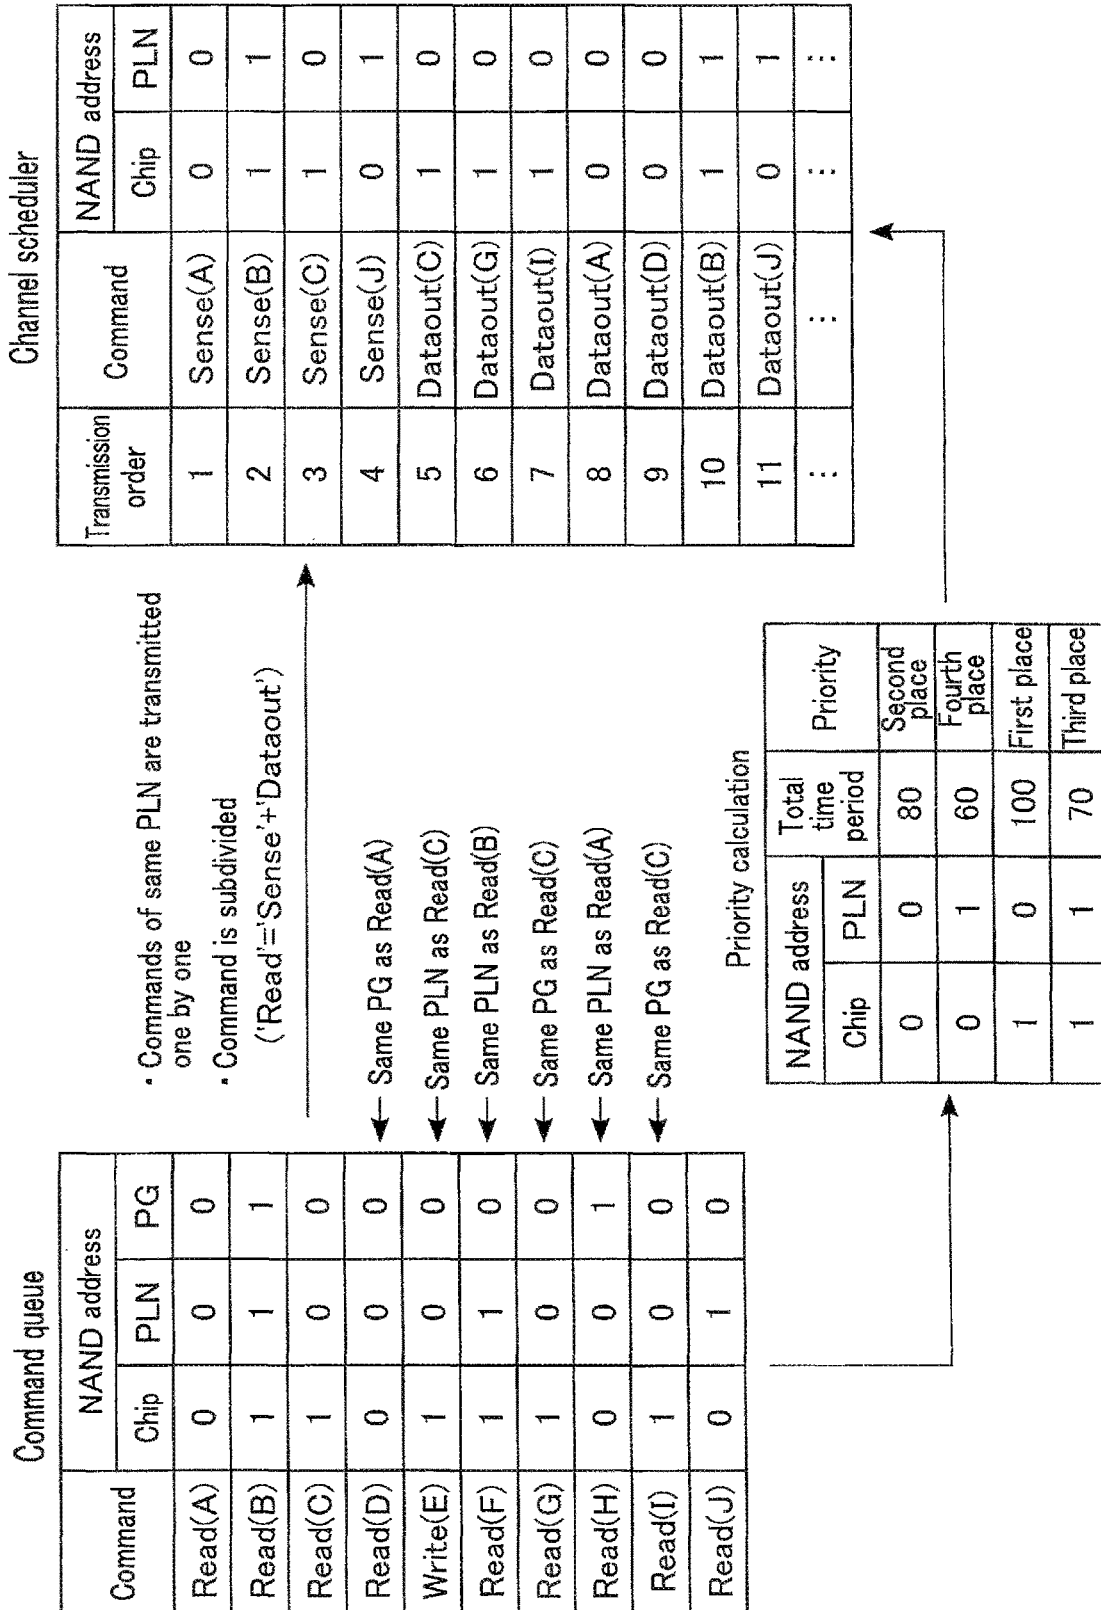 Command queue
Command NAND address
Chip PLN PG
Read(A) 0 0 0
Read(B) 1 1 1
Read(C) 1 0 0
Read(D) 0 0 0
Write(E) 1 0 0
Read(F) 1 1 0
Read(G) 1 0 0
Read(H) 0 0 1
Read(I) 1 0 0
Read(J) 0 1 0
Same PG as Read(A)
Same PLN as Read(C)
Same PLN as Read(B)
Same PG as Read(C)
Same PLN as Read(A)
Same PG as Read(C)
・Commands of same PLN are transmitted
one by one
・Command is subdivided
('Read'='Sense'+'Dataout')
Priority calculation
NAND address Total
time
period Priority
Chip PLN
0 0 80 Second
place
0 1 60 Fourth
place
1 0 100 First place
1 1 70 Third place
Channel scheduler
Transmission
order Command NAND address
Chip PLN
1 Sense(A) 0 0
2 Sense(B) 1 1
3 Sense(C) 1 0
4 Sense(J) 0 1
5 Dataout(C) 1 0
6 Dataout(G) 1 0
7 Dataout(I) 1 0
8 Dataout(A) 0 0
9 Dataout(D) 0 0
10 Dataout(B) 1 1
11 Dataout(J) 0 1
⋮ ⋮ ⋮ ⋮